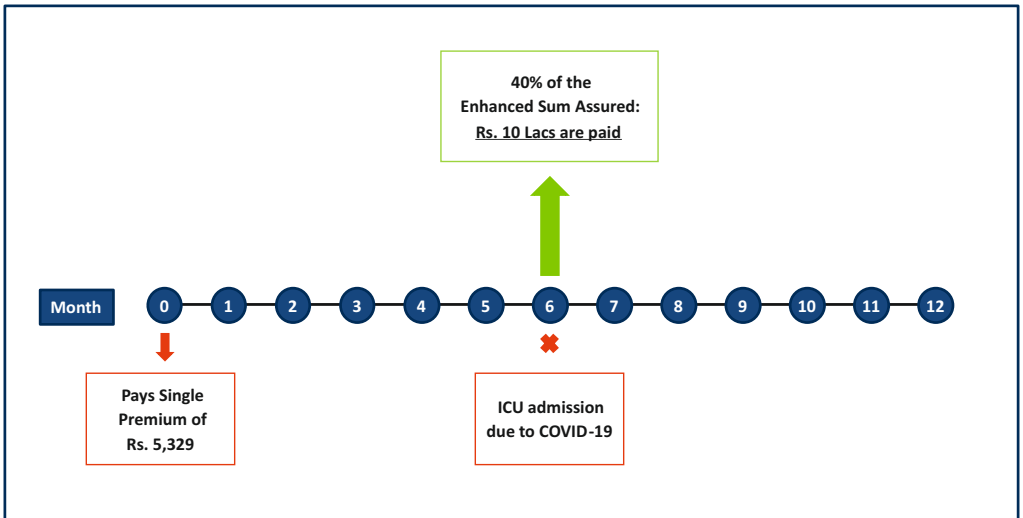 40% of the
Enhanced Sum Assured:
Rs. 10 Lacs are paid
Month 0 1 2 3 4 5 6 7 8 9 10 11 12
Pays Single
Premium of
Rs. 5,329
ICU admission
due to COVID-19